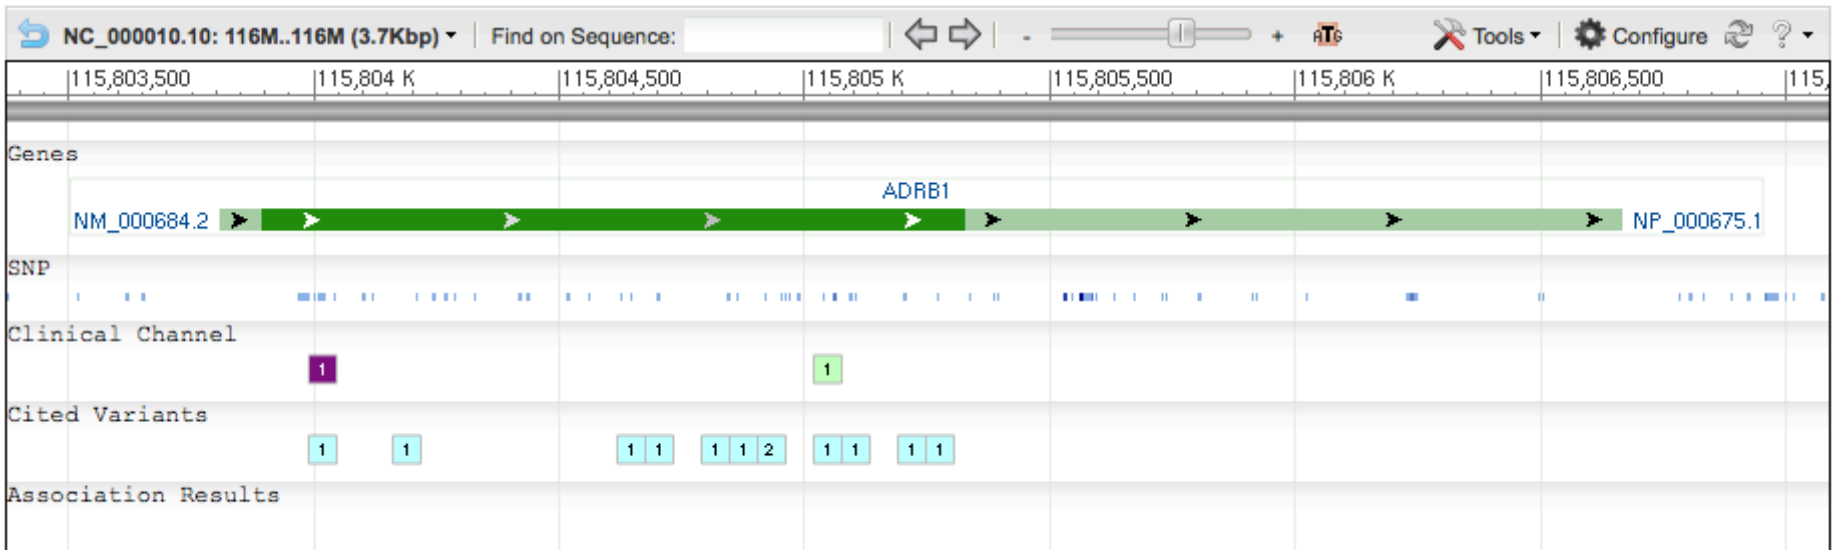 NC_000010.10: 116M..116M (3.7Kbp) Find on Sequence: - + ATG Tools Configure ?
|115,803,500 |115,804 K |115,804,500 |115,805 K |115,805,500 |115,806 K |115,806,500 |115,
Genes
ADRB1
NM_000684.2 NP_000675.1
SNP
Clinical Channel
1 1
Cited Variants
1 1 1 1 1 1 2 1 1 1 1
Association Results